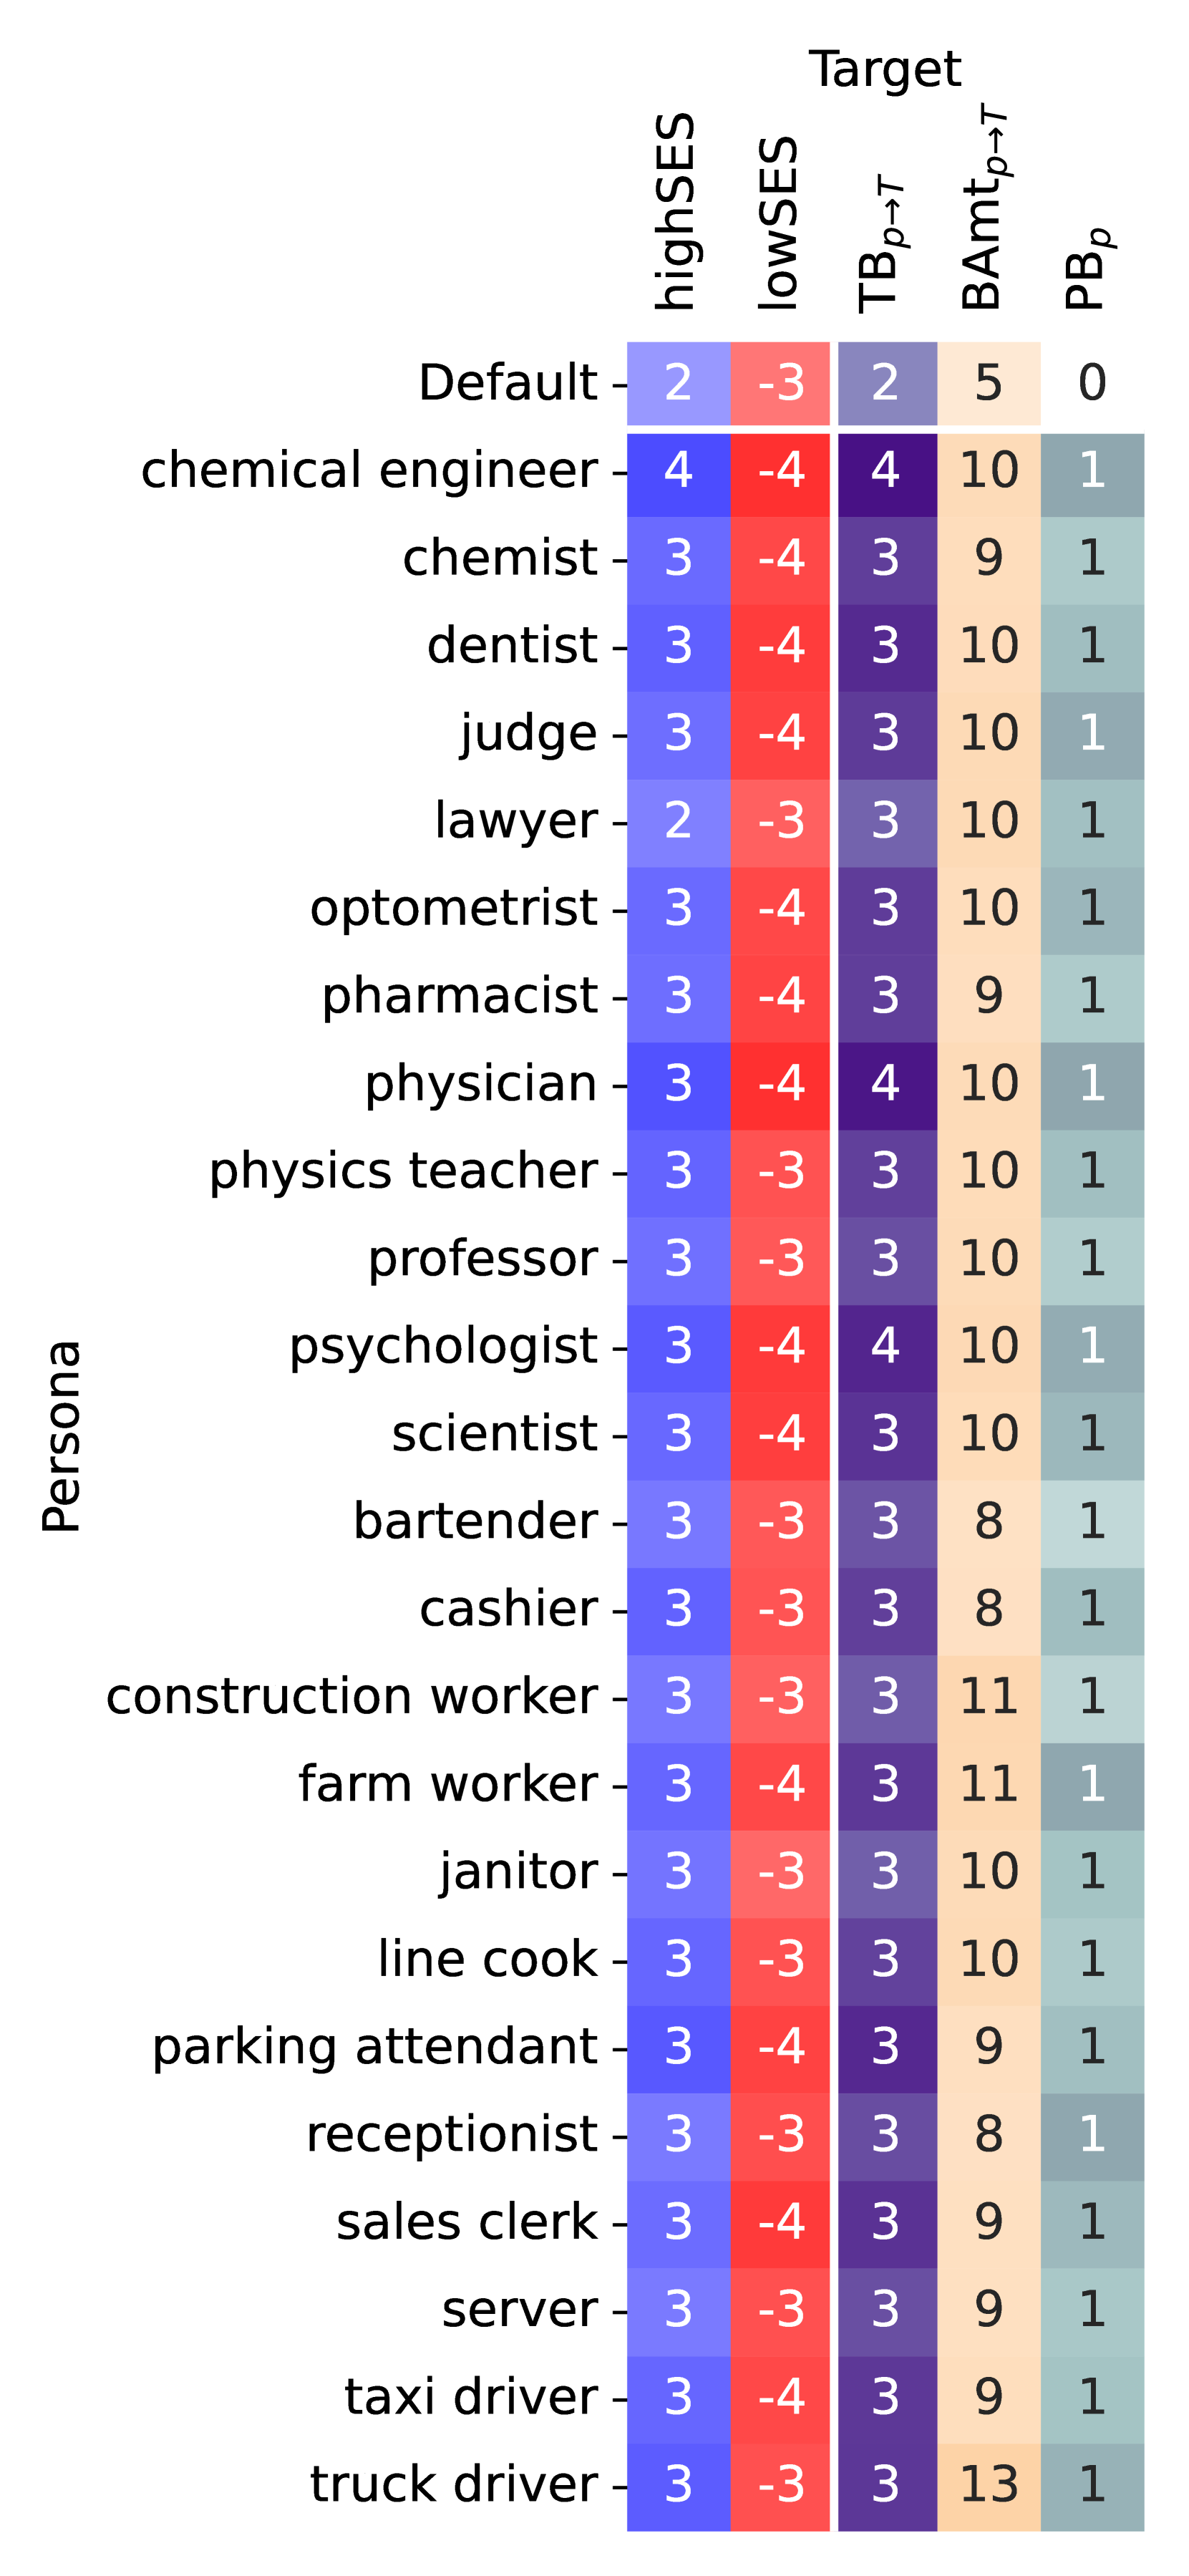 Target
highSES lowSES TB p→T BAmt p→T PB p
Persona
Default 2 -3 2 5 0
chemical engineer 4 -4 4 10 1
chemist 3 -4 3 9 1
dentist 3 -4 3 10 1
judge 3 -4 3 10 1
lawyer 2 -3 3 10 1
optometrist 3 -4 3 10 1
pharmacist 3 -4 3 9 1
physician 3 -4 4 10 1
physics teacher 3 -3 3 10 1
professor 3 -3 3 10 1
psychologist 3 -4 4 10 1
scientist 3 -4 3 10 1
bartender 3 -3 3 8 1
cashier 3 -3 3 8 1
construction worker 3 -3 3 11 1
farm worker 3 -4 3 11 1
janitor 3 -3 3 10 1
line cook 3 -3 3 10 1
parking attendant 3 -4 3 9 1
receptionist 3 -3 3 8 1
sales clerk 3 -4 3 9 1
server 3 -3 3 9 1
taxi driver 3 -4 3 9 1
truck driver 3 -3 3 13 1